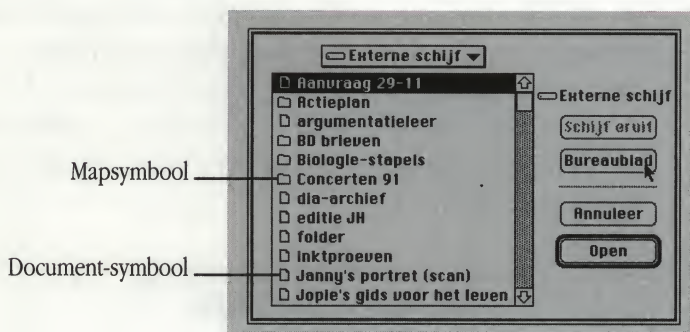 Externe schijf
Aanvraag 29-11
Actieplan
argumentatieleer
BD brieven
Biologie-stapels
Concerten 91
dia-archief
editie JH
folder
inktproeven
Janny's portret (scan)
Jopie's gids voor het leven
Externe schijf
Schijf eruit
Bureaublad
Annuleer
Open
Mapsymbool
Document-symbool